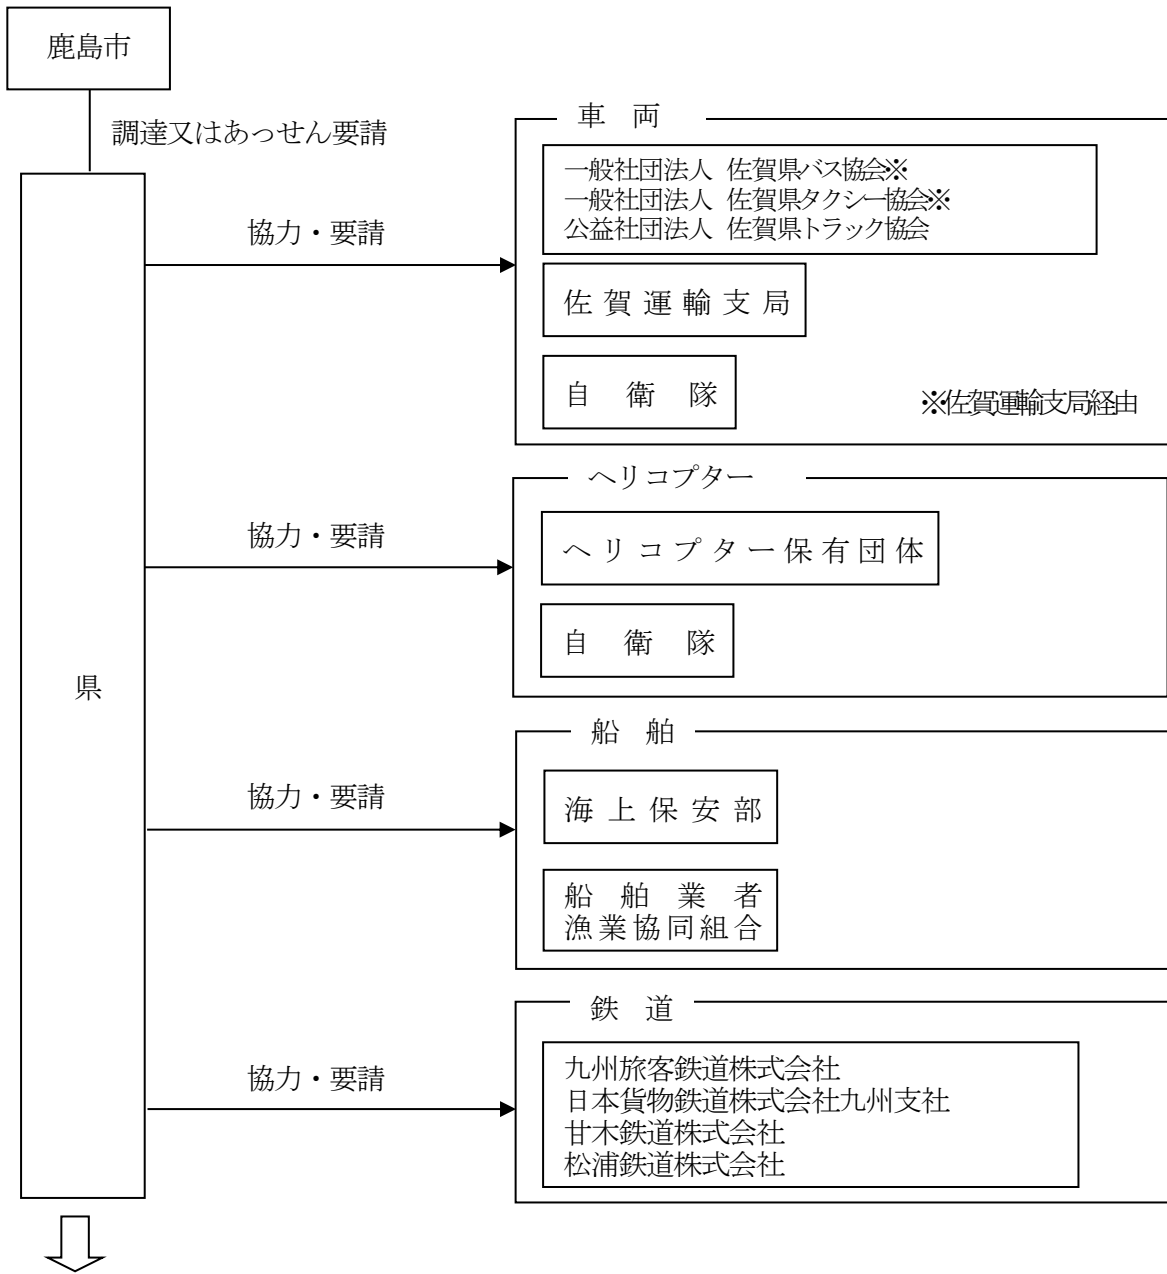 鹿島市
調達又はあっせん要請
県
協力・要請
車 両
一般社団法人 佐賀県バス協会※
一般社団法人 佐賀県タクシー協会※
公益社団法人 佐賀県トラック協会
佐賀運輸支局
自衛隊
※佐賀運輸支局経由
協力・要請
ヘリコプター
ヘリコプター保有団体
自衛隊
協力・要請
船 舶
海上保安部
船舶業者
漁業協同組合
協力・要請
鉄 道
九州旅客鉄道株式会社
日本貨物鉄道株式会社九州支社
甘木鉄道株式会社
松浦鉄道株式会社